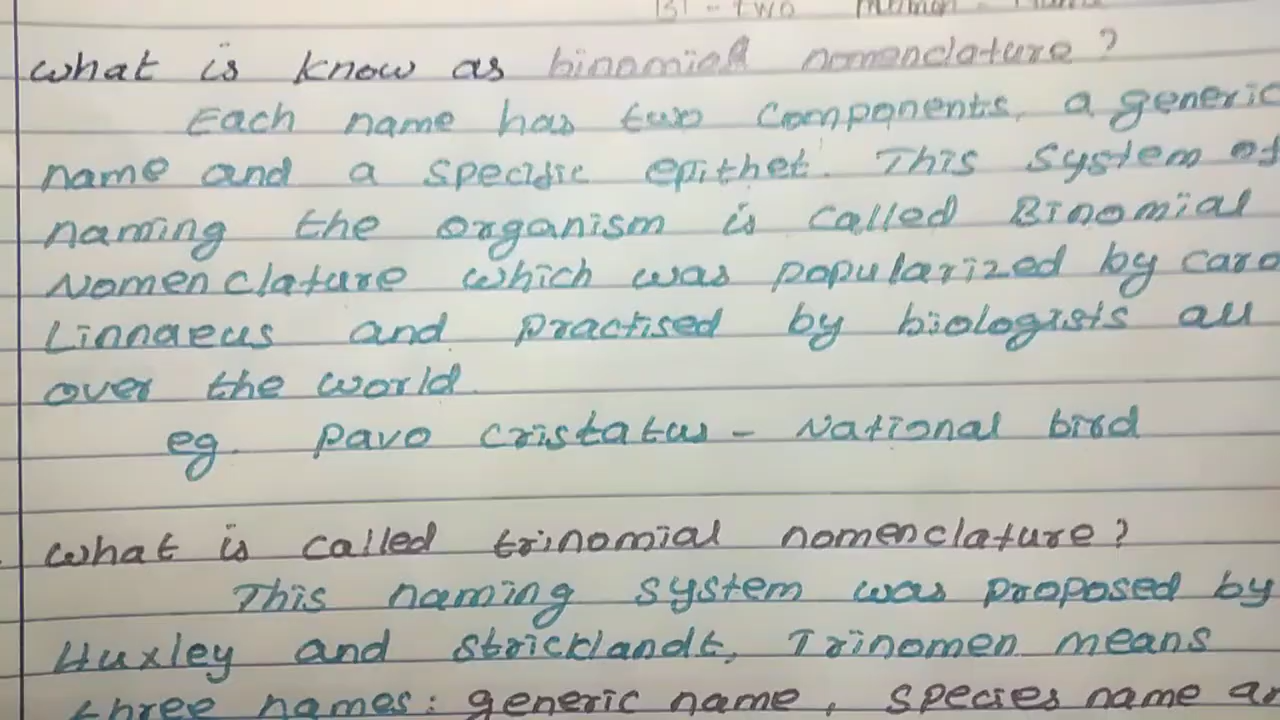 what is know as binomial nomenclature?
Each name has two components, a generic
name and a specific epithet. This system of
naming the organism is called Binomial
Nomenclature which was popularized by caro
Linnaeus and practised by biologists all
over the world.
eg. Pavo cristatus - National bird
what is called trinomial nomenclature?
This naming system was proposed by
Huxley and Stricklandt, Trinomen means
three names: generic name, species name an